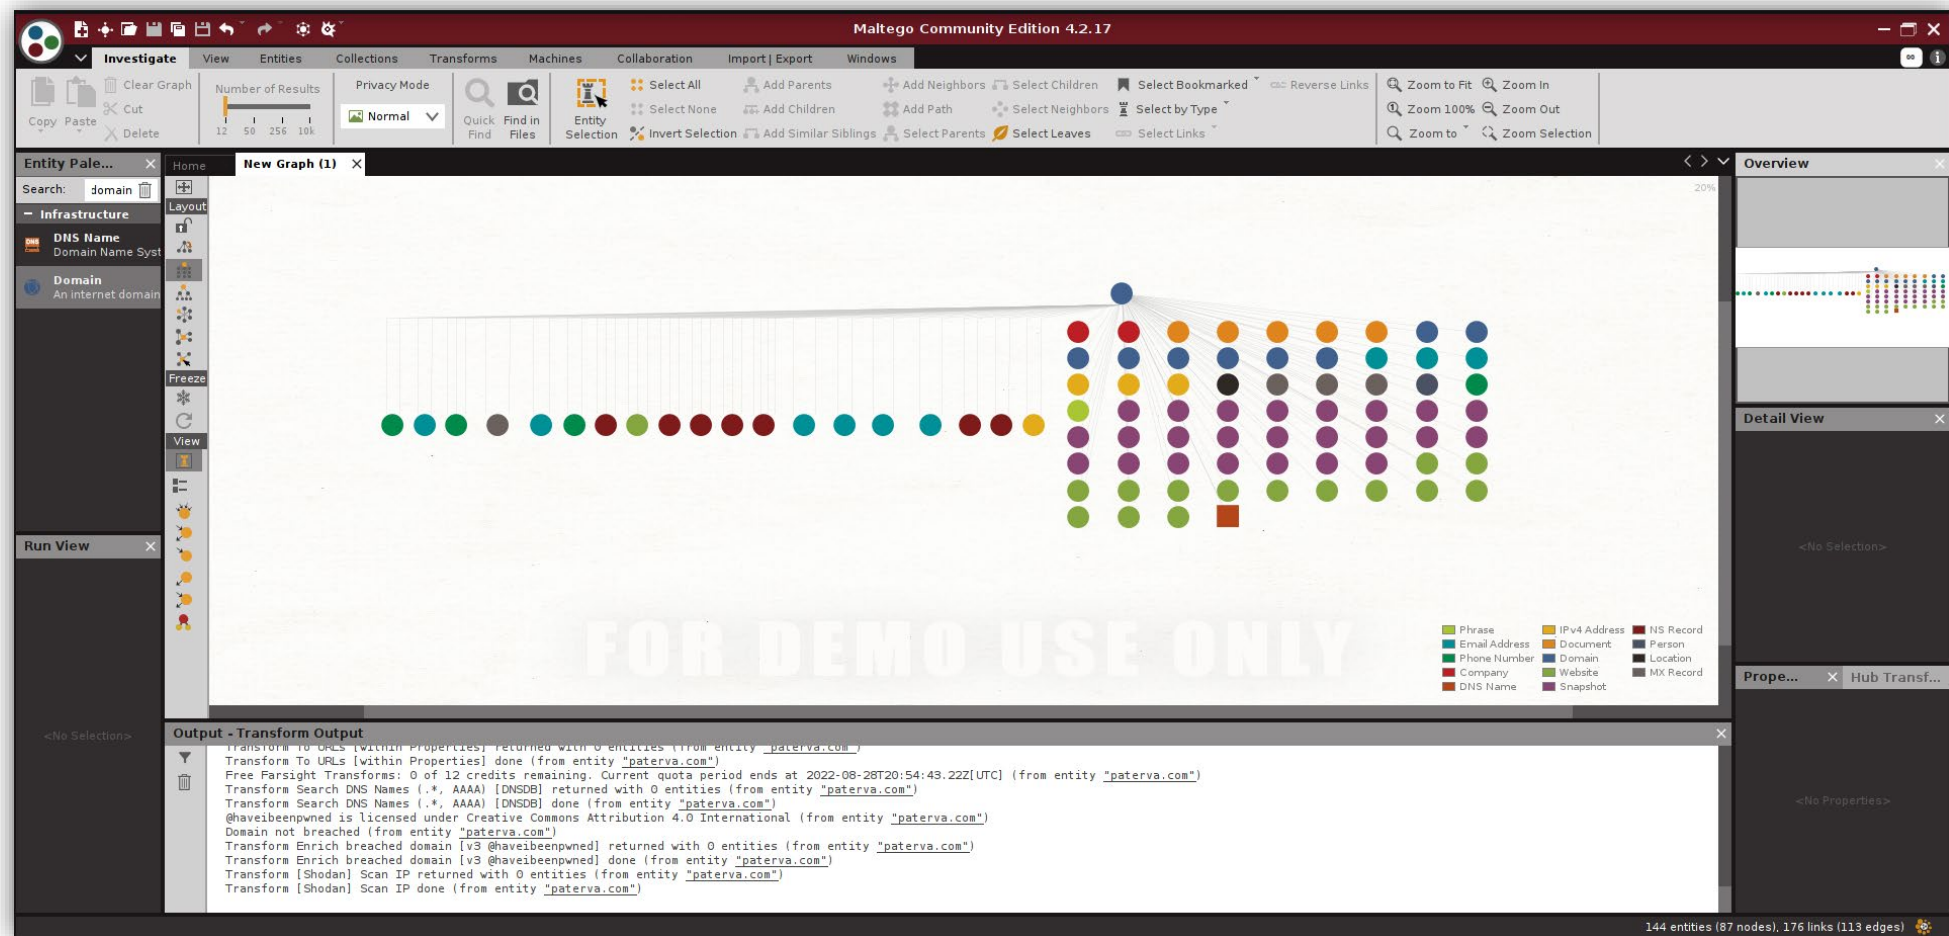 Maltego Community Edition 4.2.17
Investigate View Entities Collections Transforms Machines Collaboration Import | Export Windows
Copy Paste Clear Graph Cut Delete
Number of Results
12 50 256 10k
Privacy Mode
Normal
Quick Find
Find in Files
Entity Selection
Select All
Select None
Invert Selection
Add Parents
Add Children
Add Similar Siblings
Add Neighbors
Add Path
Select Parents
Select Children
Select Neighbors
Select Leaves
Select Bookmarked
Select by Type
Select Links
Reverse Links
Zoom to Fit
Zoom 100%
Zoom to
Zoom In
Zoom Out
Zoom Selection
Entity Pale...
Search: domain
Infrastructure
DNS Name
Domain Name Syst
Domain
An internet domain
Run View
<No Selection>
Home New Graph (1)
Layout
Freeze
View
20%
FOR DEMO USE ONLY
Phrase
Email Address
Phone Number
Company
DNS Name
IPv4 Address
Document
Domain
Website
Snapshot
NS Record
Person
Location
MX Record
Output - Transform Output
Transform To URLs [within Properties] returned with 0 entities (from entity "paterva.com")
Transform To URLs [within Properties] done (from entity "paterva.com")
Free Farsight Transforms: 0 of 12 credits remaining. Current quota period ends at 2022-08-28T20:54:43.22Z[UTC] (from entity "paterva.com")
Transform Search DNS Names (.*, AAAA) [DNSDB] returned with 0 entities (from entity "paterva.com")
Transform Search DNS Names (.*, AAAA) [DNSDB] done (from entity "paterva.com")
@haveibeenpwned is licensed under Creative Commons Attribution 4.0 International (from entity "paterva.com")
Domain not breached (from entity "paterva.com")
Transform Enrich breached domain [v3 @haveibeenpwned] returned with 0 entities (from entity "paterva.com")
Transform Enrich breached domain [v3 @haveibeenpwned] done (from entity "paterva.com")
Transform [Shodan] Scan IP returned with 0 entities (from entity "paterva.com")
Transform [Shodan] Scan IP done (from entity "paterva.com")
Overview
Detail View
<No Selection>
Prope... Hub Transf...
<No Properties>
144 entities (87 nodes), 176 links (113 edges)